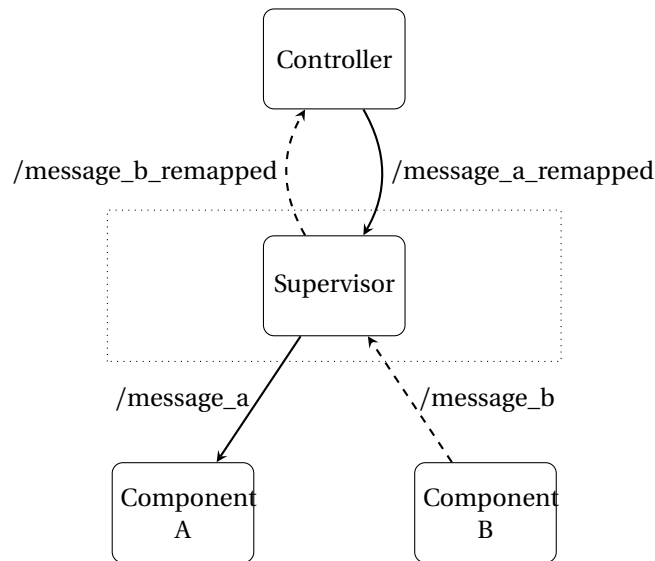 Controller
/message_b_remapped
/message_a_remapped
Supervisor
/message_a
/message_b
Component
A
Component
B